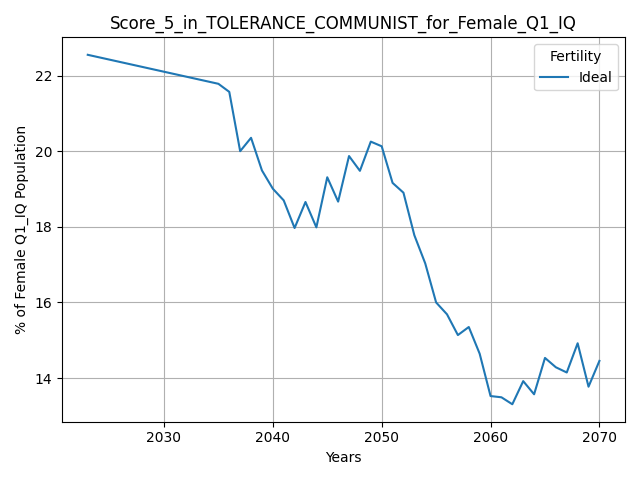 Score_5_in_TOLERANCE_COMMUNIST_for_Female_Q1_IQ
Fertility
Ideal
% of Female Q1_IQ Population
22
20
18
16
14
2030 2040 2050 2060 2070
Years